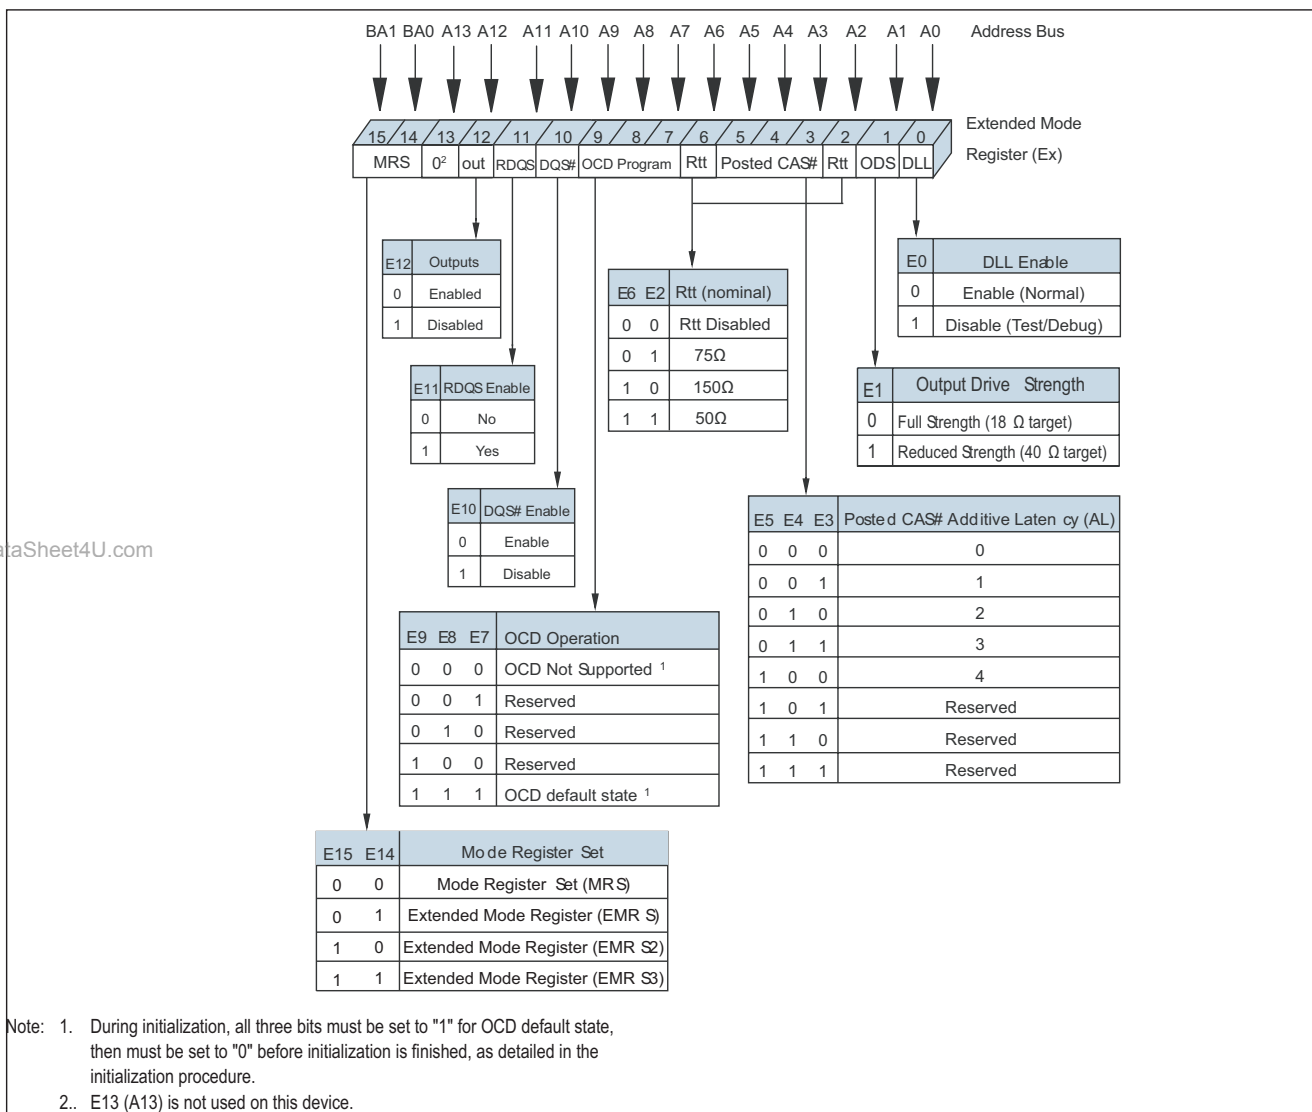 BA1 BA0 A13 A12 A11 A10 A9 A8 A7 A6 A5 A4 A3 A2 A1 A0 Address Bus
15 14 13 12 11 10 9 8 7 6 5 4 3 2 1 0
Extended Mode
Register (Ex)
MRS 0² out RDQS DQS# OCD Program Rtt Posted CAS# Rtt ODS DLL
E12 Outputs
0 Enabled
1 Disabled
E0 DLL Enable
0 Enable (Normal)
1 Disable (Test/Debug)
E6 E2 Rtt (nominal)
0 0 Rtt Disabled
0 1 75Ω
1 0 150Ω
1 1 50Ω
E11 RDQS Enable
0 No
1 Yes
E1 Output Drive Strength
0 Full Strength (18 Ω target)
1 Reduced Strength (40 Ω target)
E10 DQS# Enable
0 Enable
1 Disable
E5 E4 E3 Posted CAS# Additive Laten cy (AL)
0 0 0 0
0 0 1 1
0 1 0 2
0 1 1 3
1 0 0 4
1 0 1 Reserved
1 1 0 Reserved
1 1 1 Reserved
ataSheet4U.com
E9 E8 E7 OCD Operation
0 0 0 OCD Not Supported ¹
0 0 1 Reserved
0 1 0 Reserved
1 0 0 Reserved
1 1 1 OCD default state ¹
E15 E14 Mode Register Set
0 0 Mode Register Set (MRS)
0 1 Extended Mode Register (EMR S)
1 0 Extended Mode Register (EMR S2)
1 1 Extended Mode Register (EMR S3)
Note: 1. During initialization, all three bits must be set to "1" for OCD default state,
then must be set to "0" before initialization is finished, as detailed in the
initialization procedure.
2.. E13 (A13) is not used on this device.